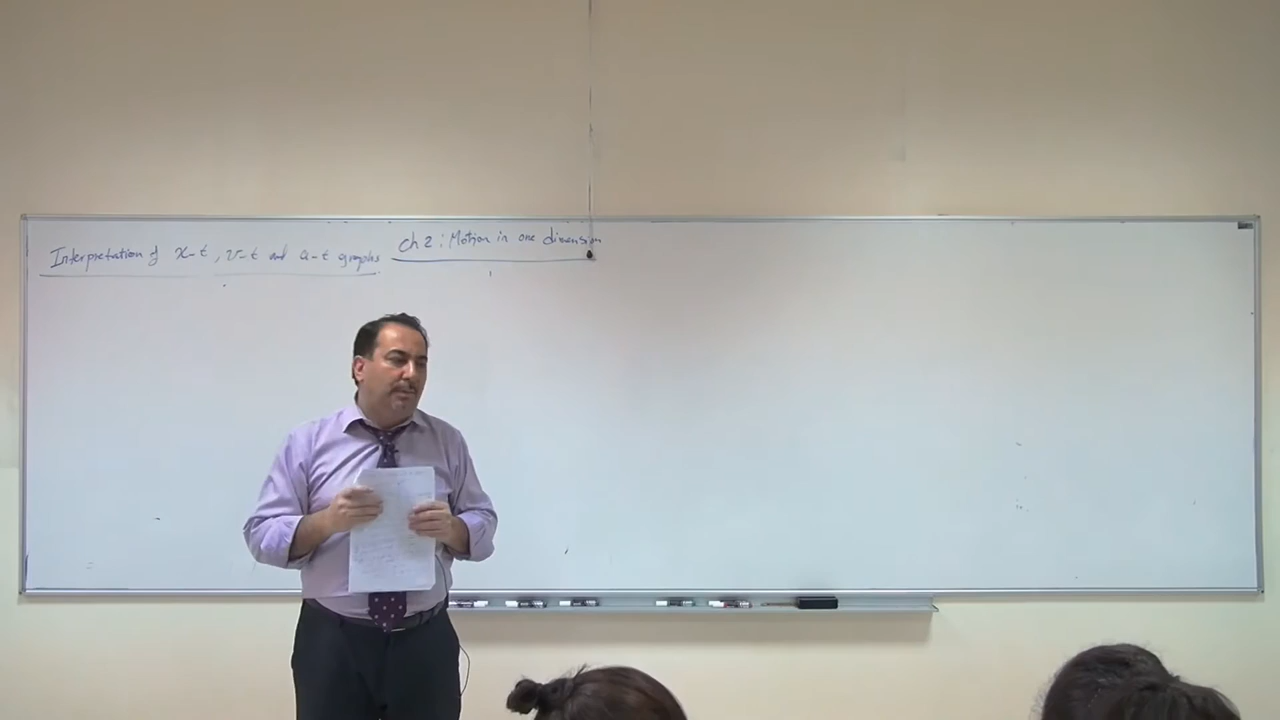 Interpretation of x-t, v-t and a-t graphs
Ch 2: Motion in one dimension